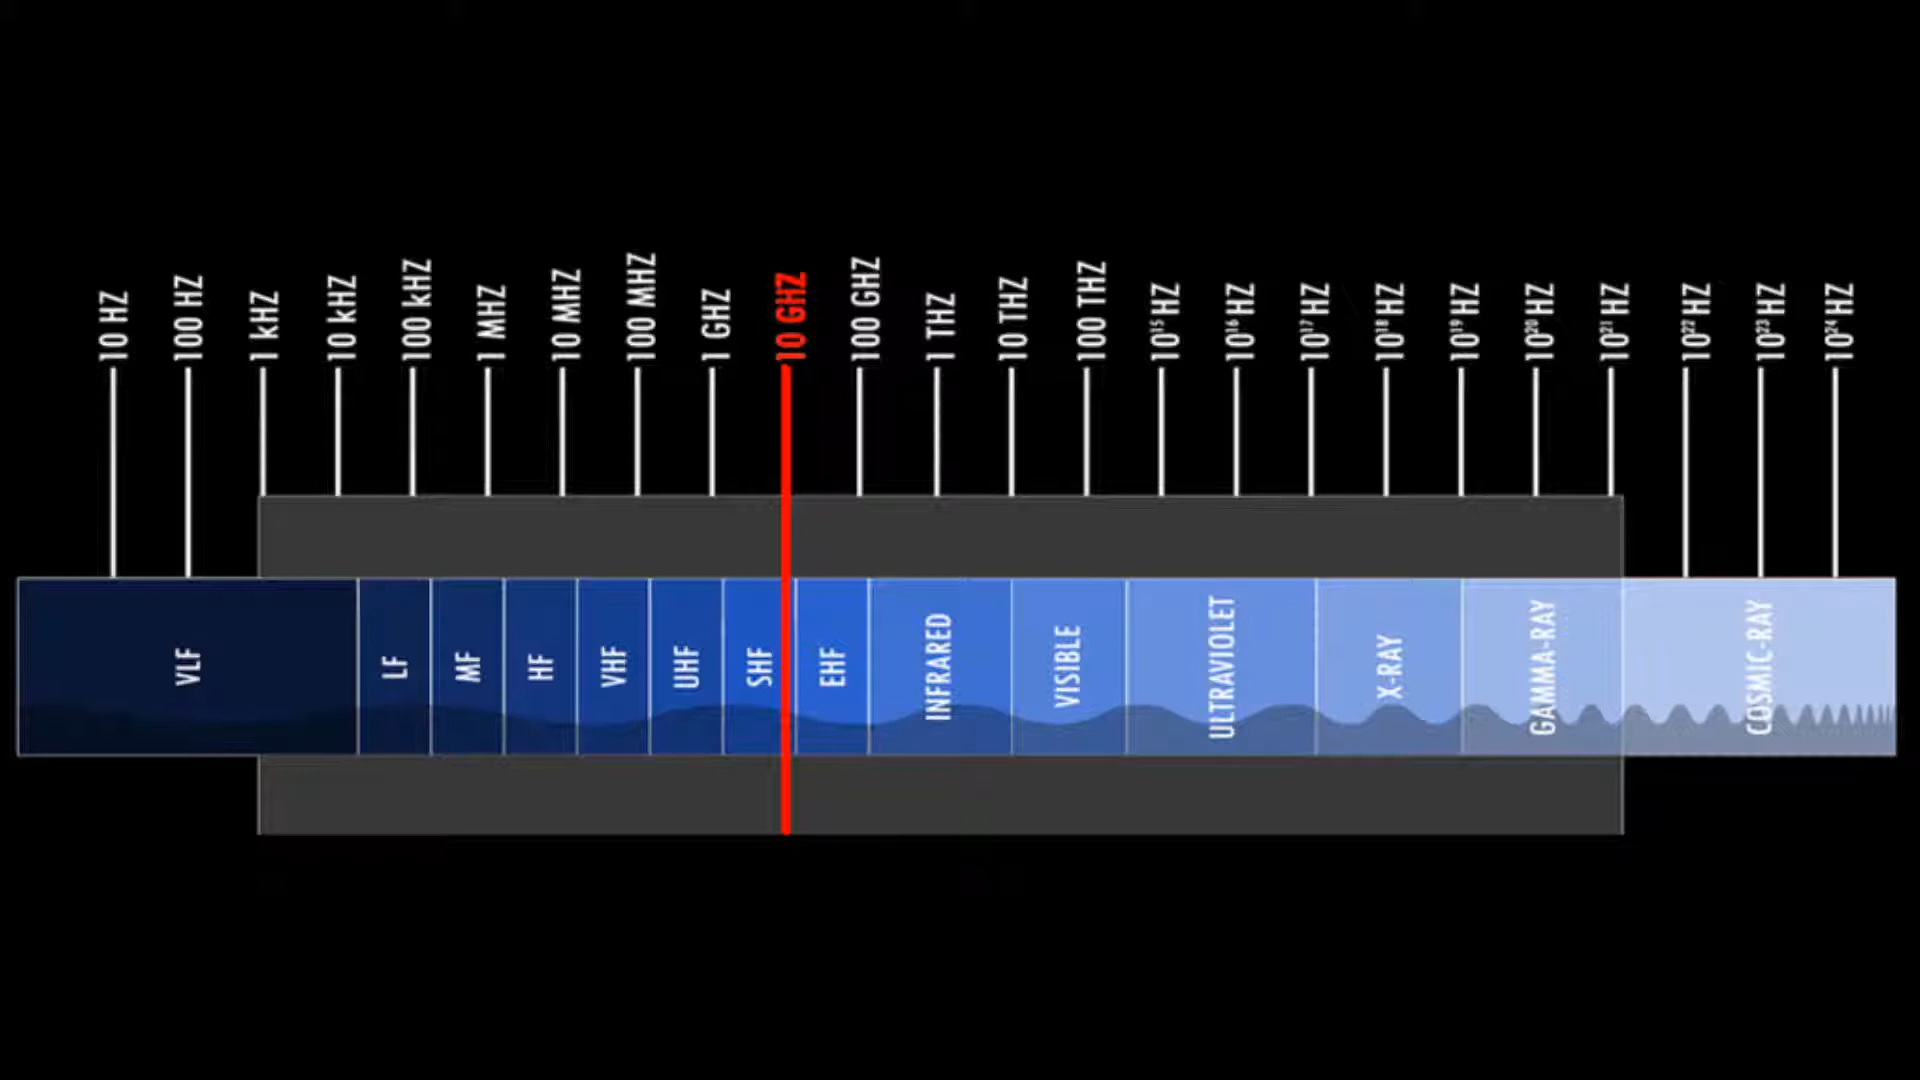 10 HZ
100 HZ
1 kHZ
10 kHZ
100 kHZ
1 MHZ
10 MHZ
100 MHZ
1 GHZ
10 GHZ
100 GHZ
1 THZ
10 THZ
100 THZ
10¹⁵ HZ
10¹⁶ HZ
10¹⁷ HZ
10¹⁸ HZ
10¹⁹ HZ
10²⁰ HZ
10²¹ HZ
10²² HZ
10²³ HZ
10²⁴ HZ
VLF
LF
MF
HF
VHF
UHF
SHF
EHF
INFRARED
VISIBLE
ULTRAVIOLET
X-RAY
GAMMA-RAY
COSMIC-RAY